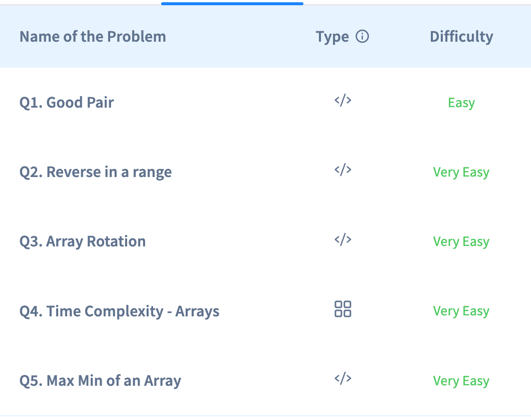 Name of the Problem Type Difficulty
Q1. Good Pair </> Easy
Q2. Reverse in a range </> Very Easy
Q3. Array Rotation </> Very Easy
Q4. Time Complexity - Arrays Very Easy
Q5. Max Min of an Array </> Very Easy